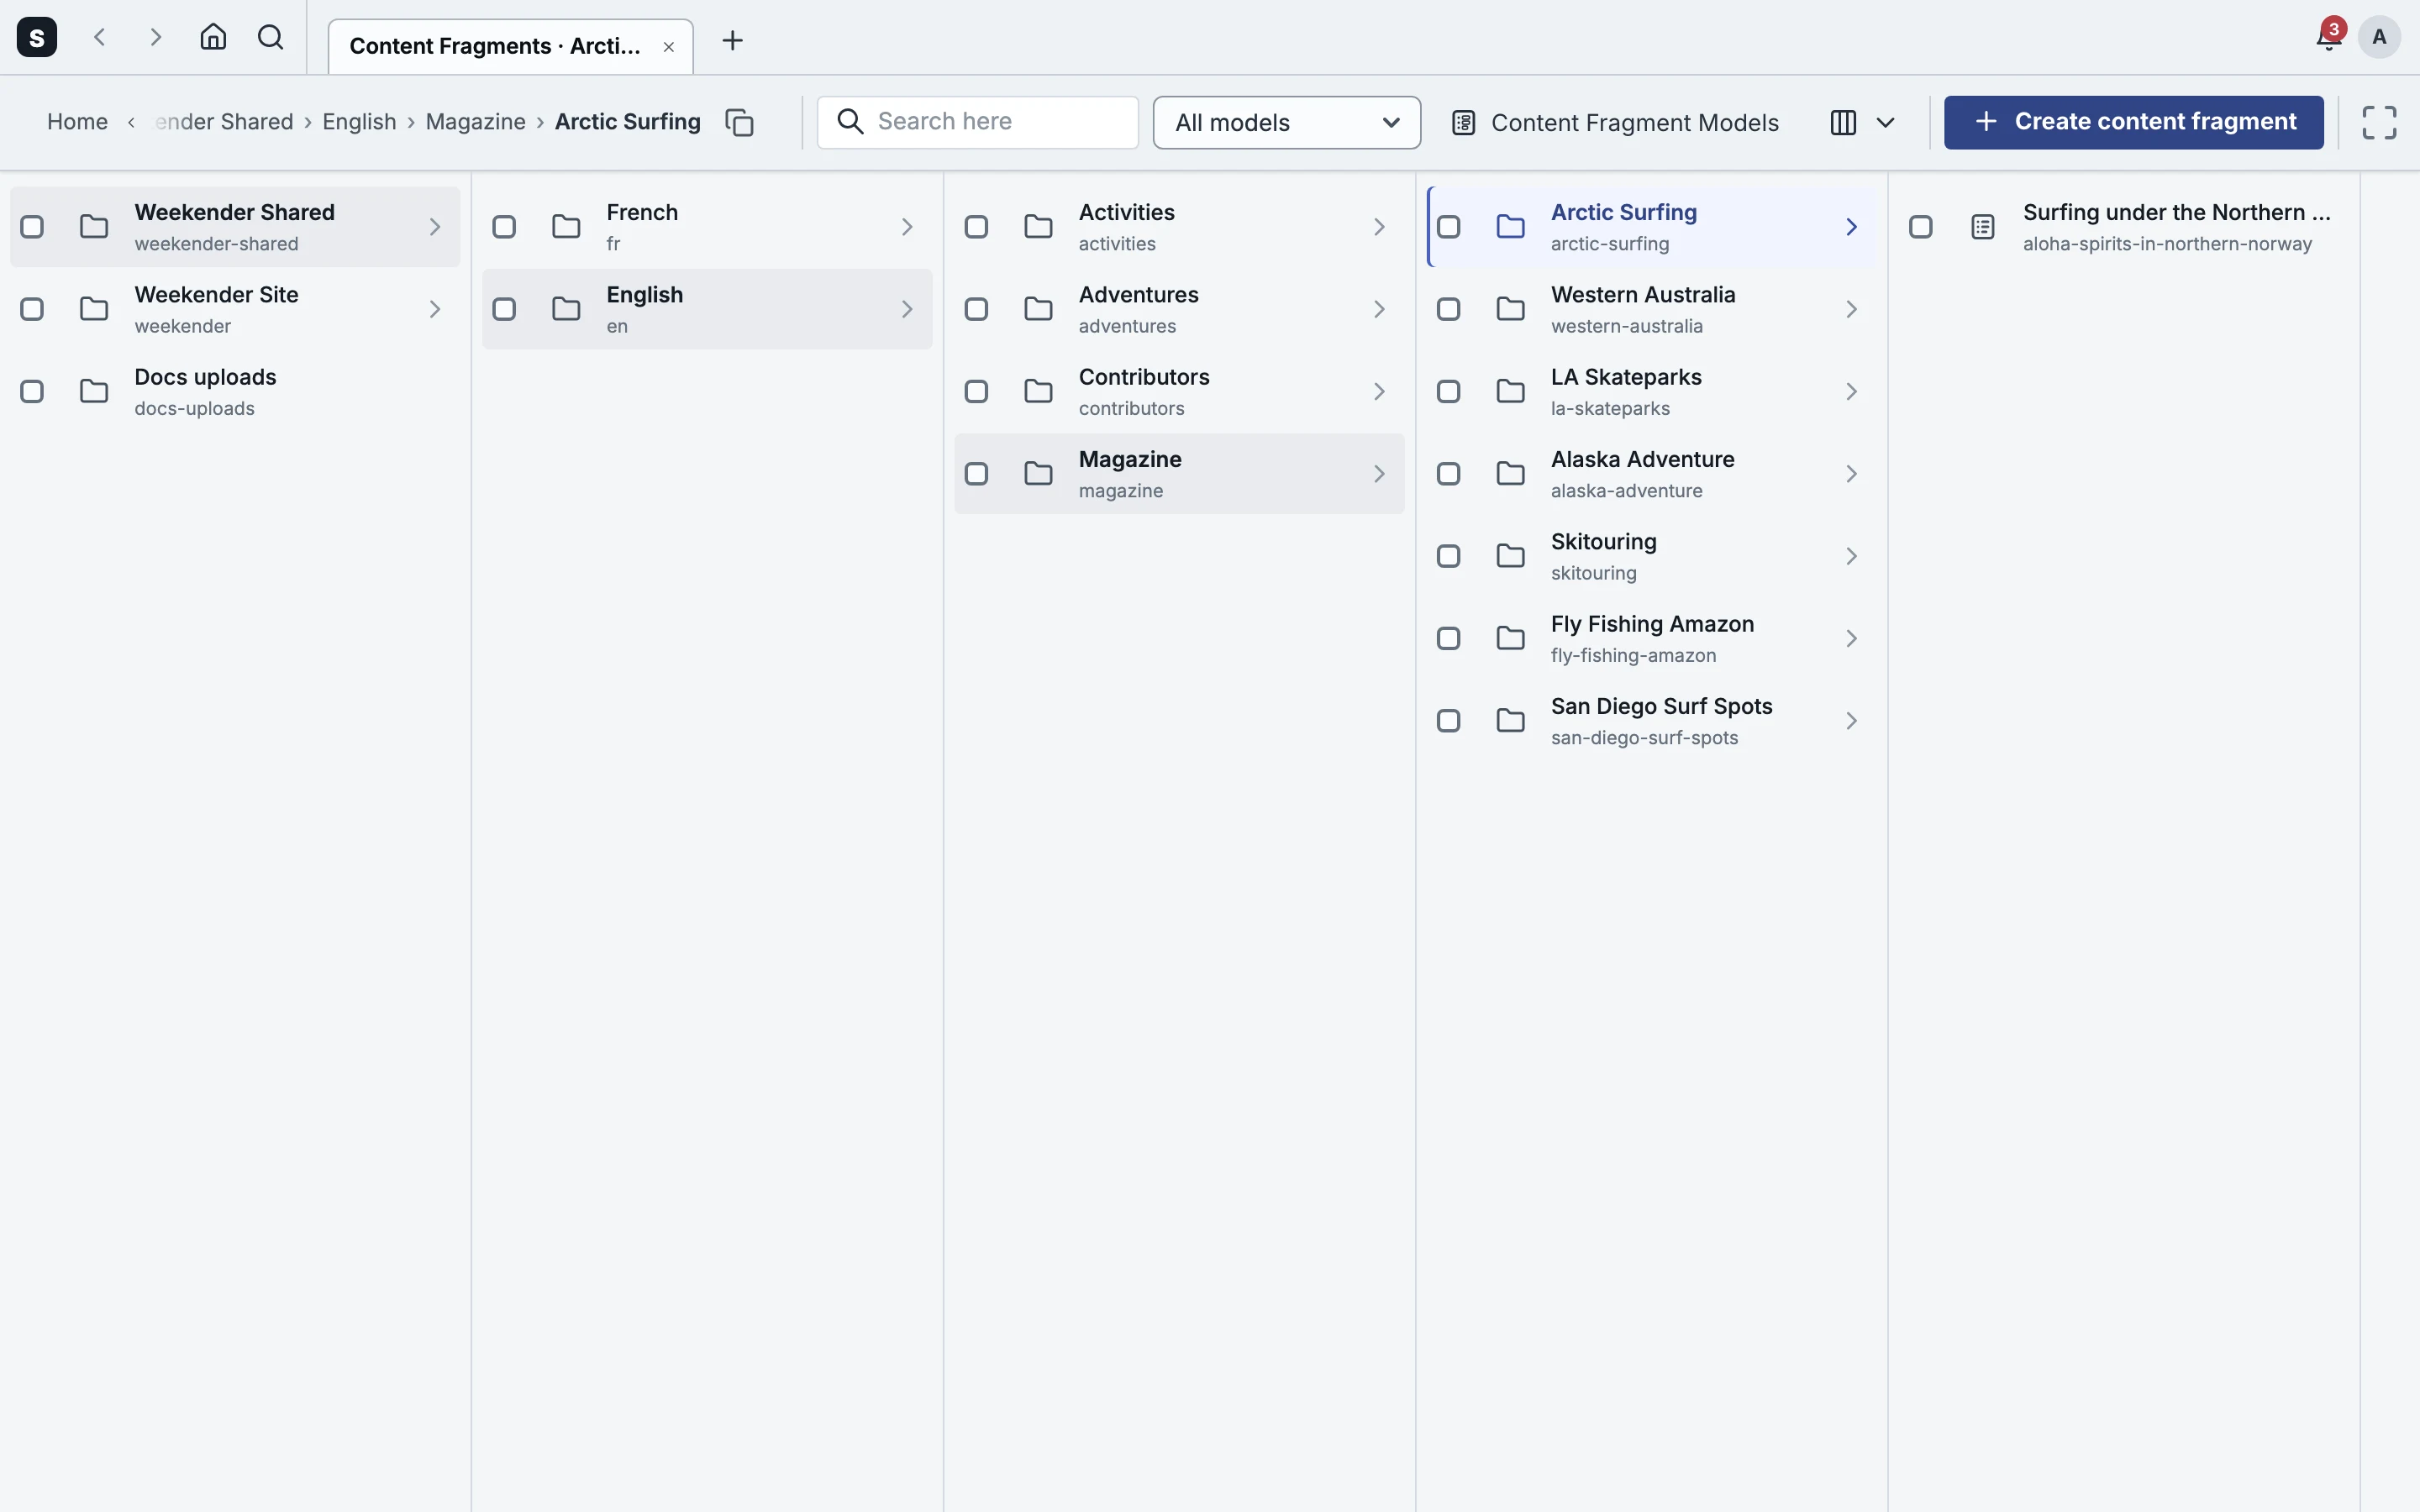 S
Content Fragments · Arcti...
3
A
Home
ender Shared
English
Magazine
Arctic Surfing
Search here
All models
Content Fragment Models
Create content fragment
Weekender Shared
weekender-shared
Weekender Site
weekender
Docs uploads
docs-uploads
French
fr
English
en
Activities
activities
Adventures
adventures
Contributors
contributors
Magazine
magazine
Arctic Surfing
arctic-surfing
Western Australia
western-australia
LA Skateparks
la-skateparks
Alaska Adventure
alaska-adventure
Skitouring
skitouring
Fly Fishing Amazon
fly-fishing-amazon
San Diego Surf Spots
san-diego-surf-spots
Surfing under the Northern ...
aloha-spirits-in-northern-norway